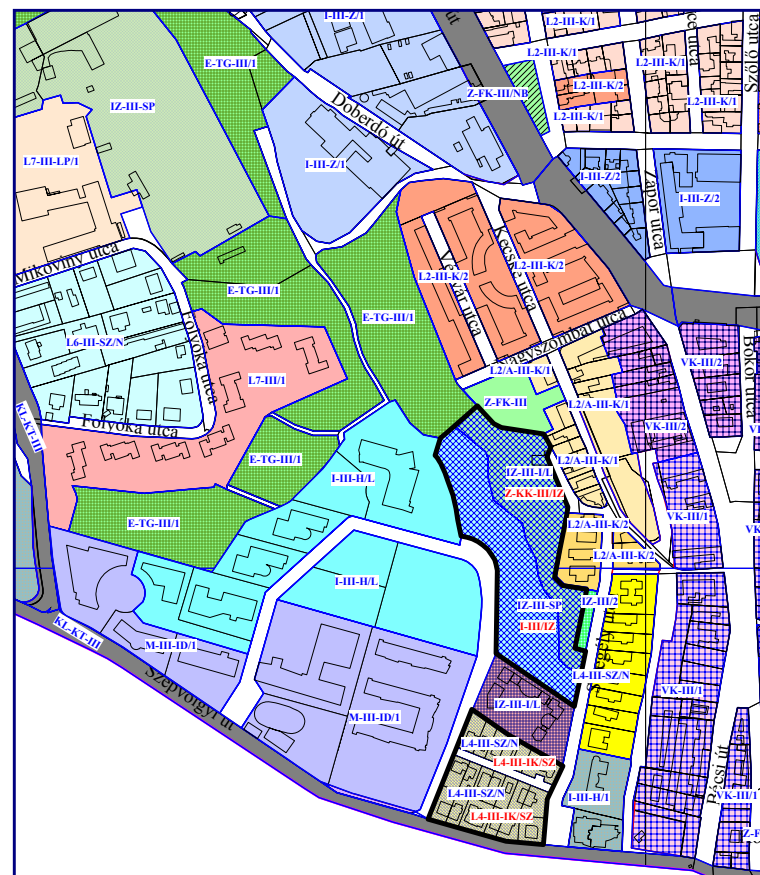 I-III-Z/1
L2-III-K/1
E-TG-III/1
L2-III-K/1
L2-III-K/1
Szőlő utca
IZ-III-SP
Z-FK-III/NB
L2-III-K/2
L2-III-K/1
L2-III-K/1
Doberdó út
L7-III-LP/1
I-III-Z/1
I-III-Z/2
Zápor utca
I-III-Z/2
Mikoviny utca
Vályár utca
Kecske utca
L2-III-K/2
L2-III-K/2
E-TG-III/1
E-TG-III/1
L6-III-SZ/N
Folyóka utca
Nagyszombat utca
Bokor utca
VK-III/2
L2/A-III-K/1
L7-III/1
Z-FK-III
L2/A-III-K/1
Folyóka utca
VK-III/2
KL-KT-III
E-TG-III/1
L2/A-III-K/1
IZ-III-I/L
I-III-H/L
Z-KK-III/IZ
E-TG-III/1
VK-III/1
L2/A-III-K/2
L2/A-III-K/2
I-III-H/L
IZ-III/2
IZ-III-SP
I-III/IZ
KL-KT-III
M-III-ID/1
Szépvölgyi út
L4-III-SZ/N
VK-III/1
IZ-III-I/L
M-III-ID/1
L4-III-SZ/N
L4-III-IK/SZ
Bécsi út
L4-III-SZ/N
I-III-H/1
VK-III/1
L4-III-IK/SZ